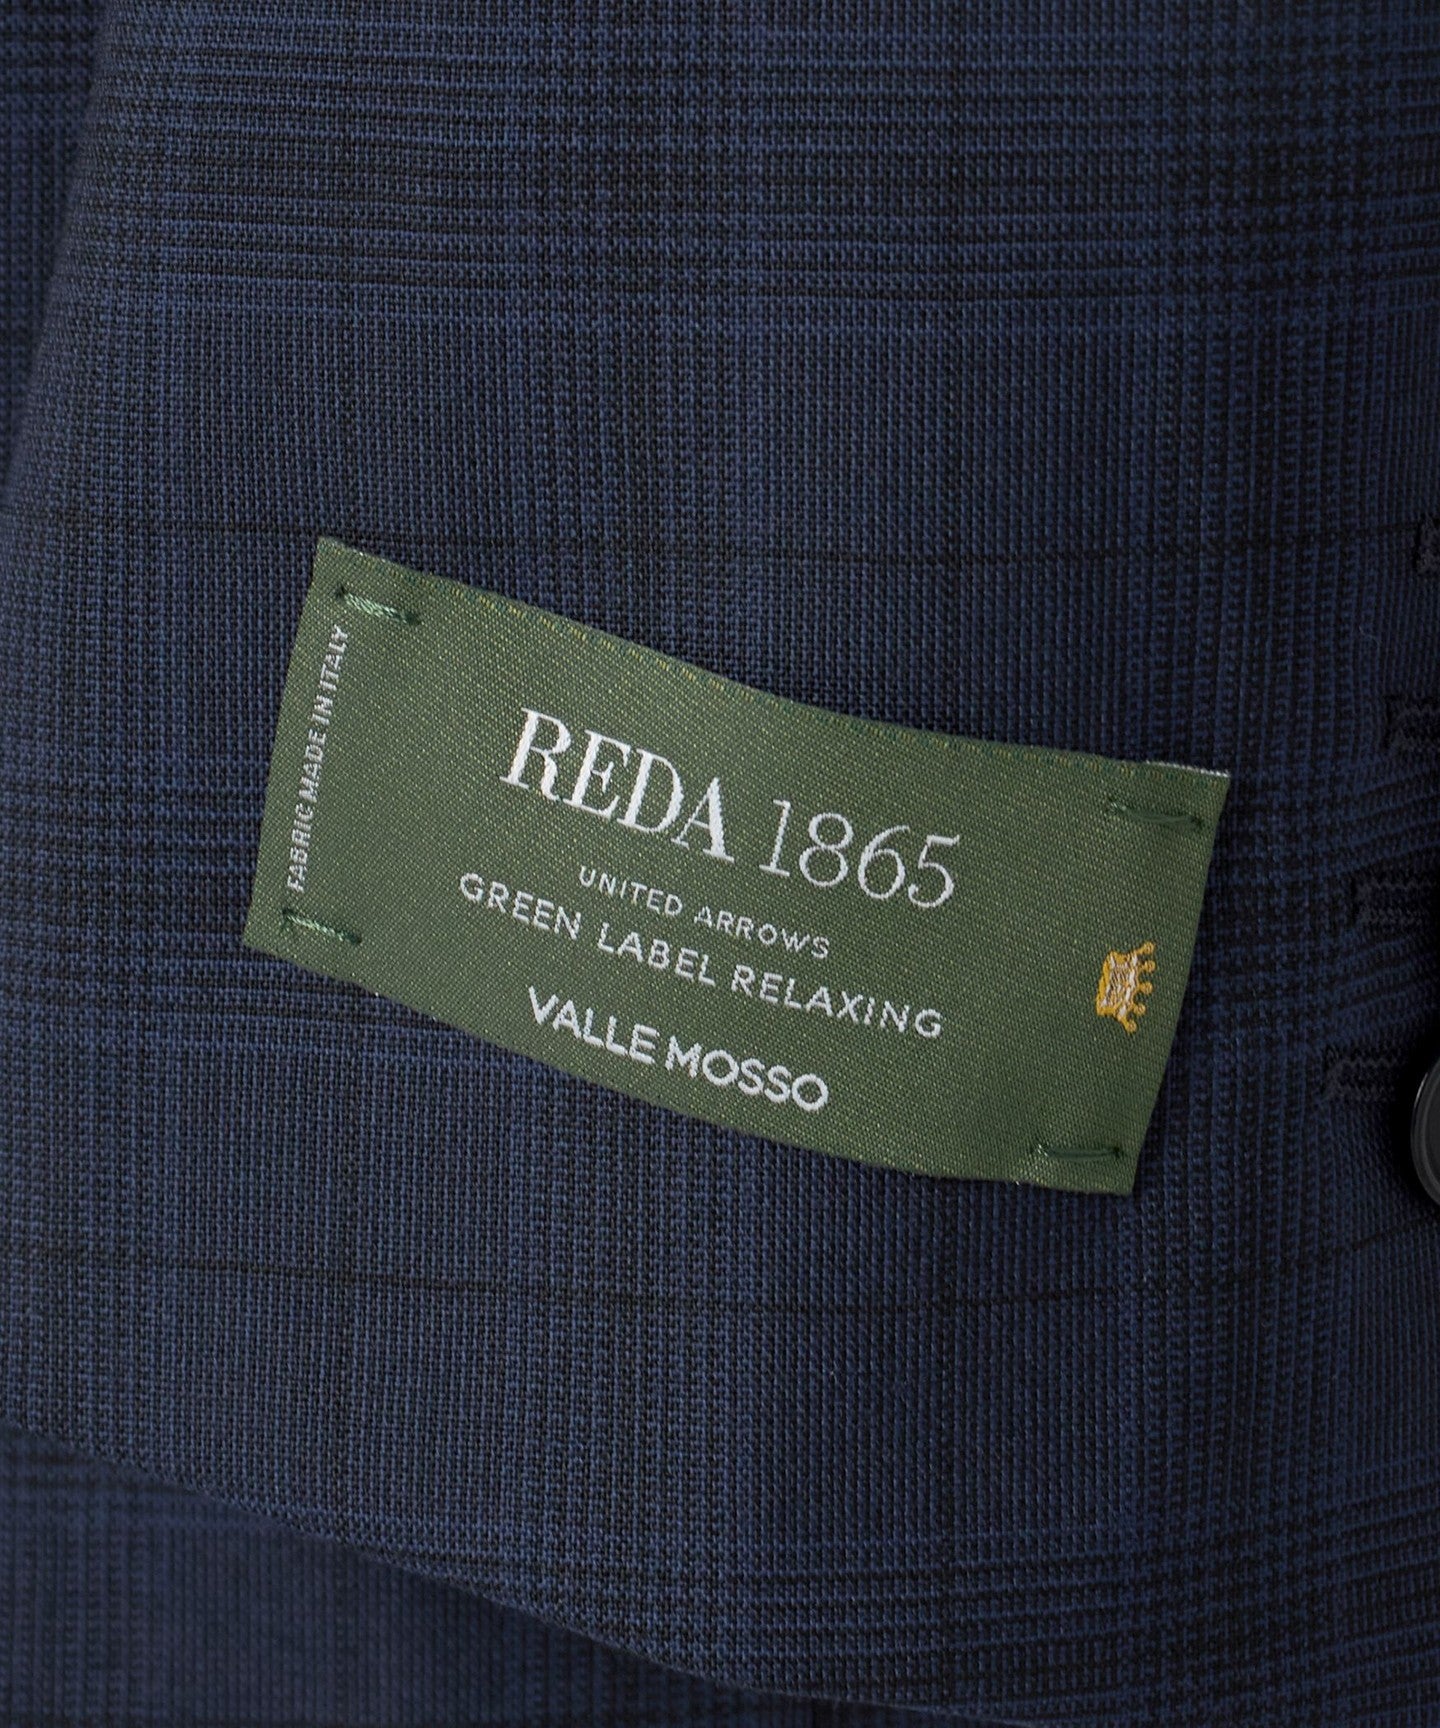 FABRIC MADE IN ITALY
REDA 1865
UNITED ARROWS
GREEN LABEL RELAXING
VALLE MOSSO